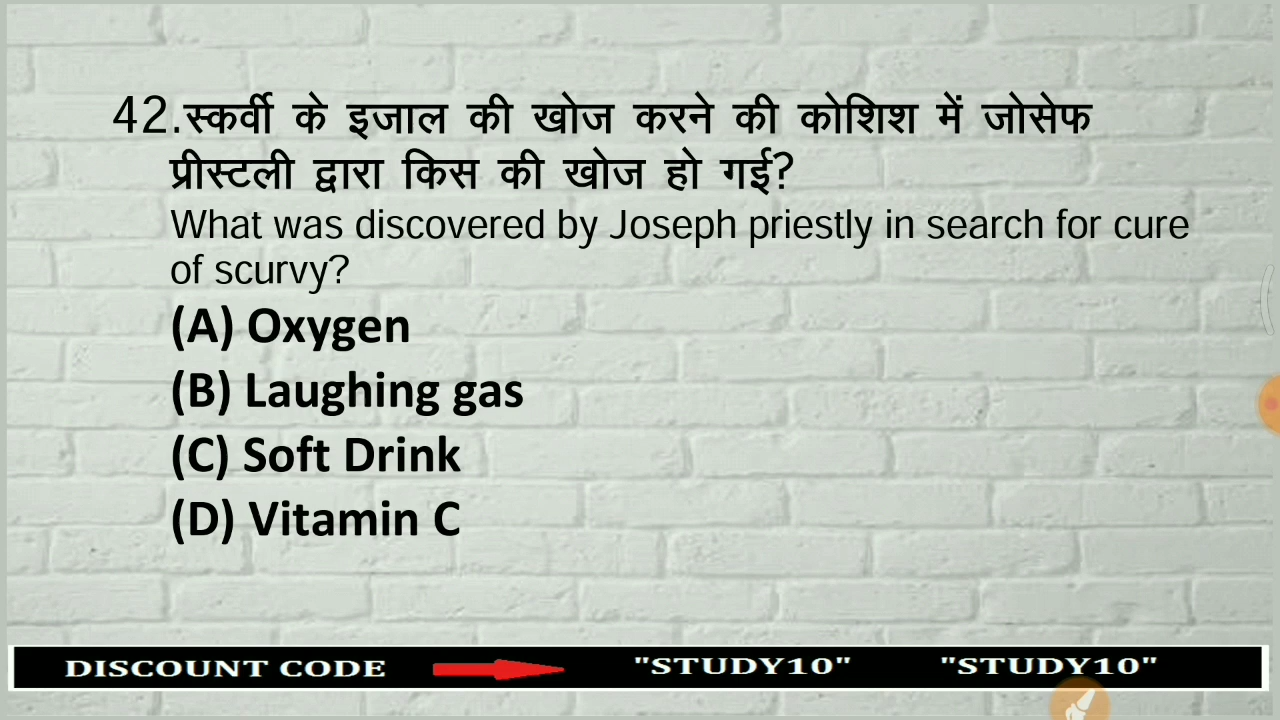 42.स्कर्वी के इजाल की खोज करने की कोशिश में जोसेफ
प्रीस्टली द्वारा किस की खोज हो गई?
What was discovered by Joseph priestly in search for cure
of scurvy?
(A) Oxygen
(B) Laughing gas
(C) Soft Drink
(D) Vitamin C
DISCOUNT CODE "STUDY10" "STUDY10"